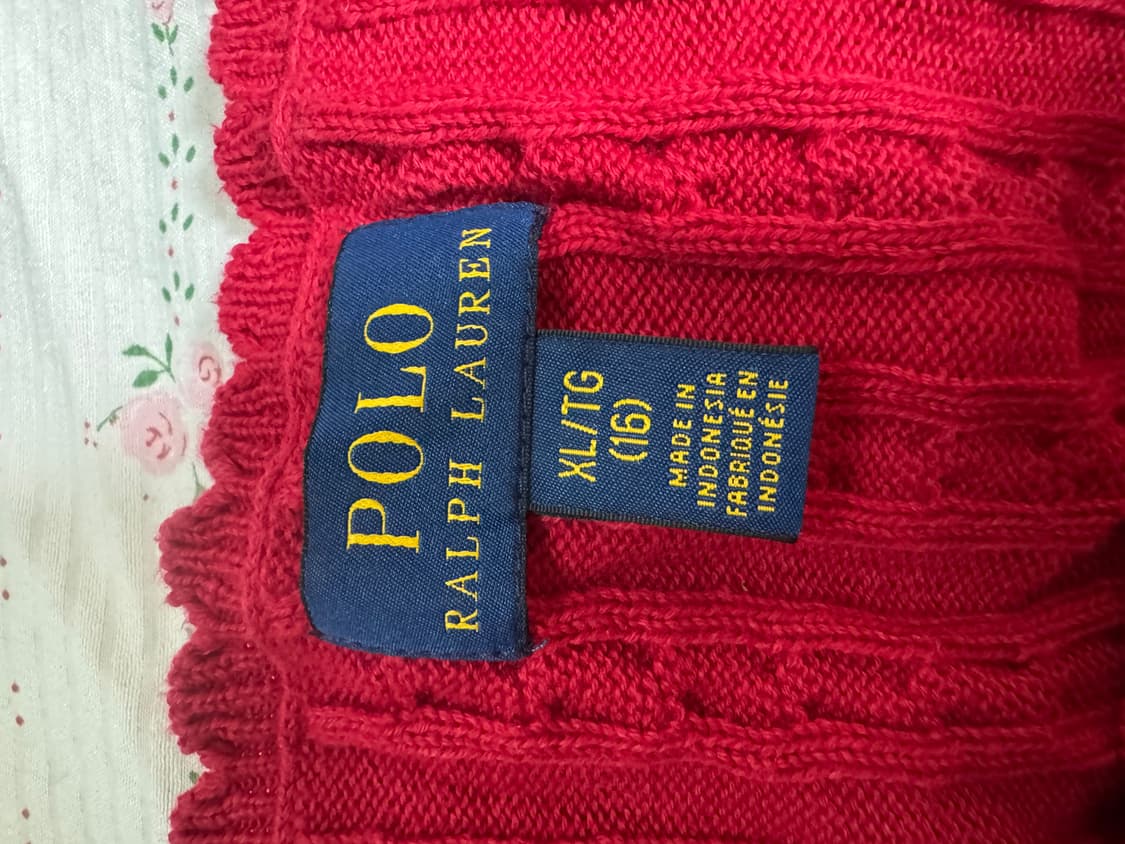 POLO
RALPH LAUREN
XL/TG
(16)
MADE IN
INDONESIA
FABRIQUÉ EN
INDONÉSIE